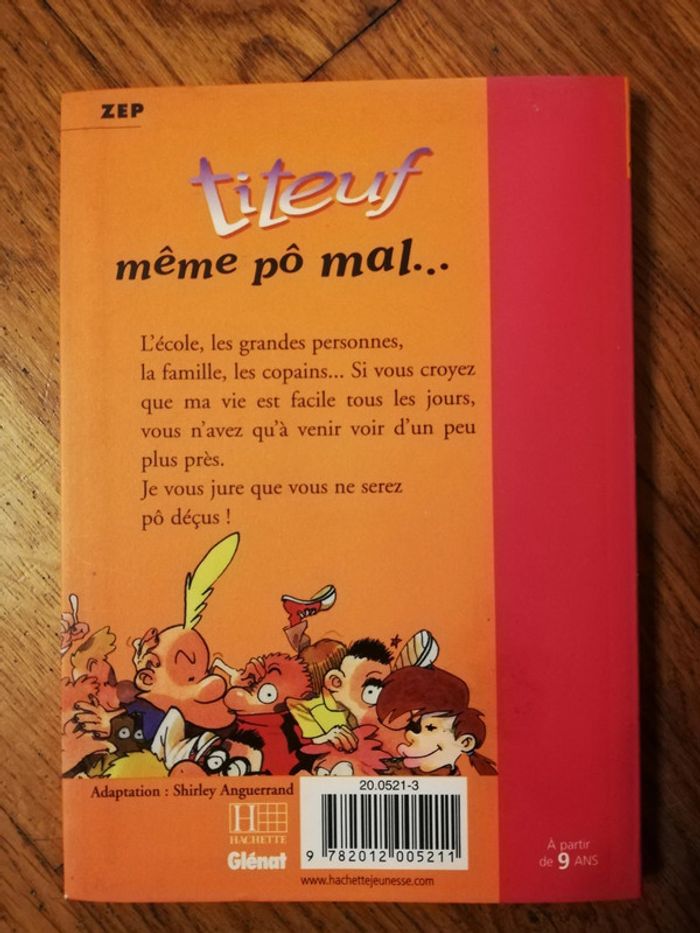 ZEP
titeuf
même pô mal...
L'école, les grandes personnes,
la famille, les copains... Si vous croyez
que ma vie est facile tous les jours,
vous n'avez qu'à venir voir d'un peu
plus près.
Je vous jure que vous ne serez
pô déçus !
Adaptation : Shirley Anguerrand
H
HACHETTE
Glénat
20.0521-3
9 782012 005211
www.hachettejeunesse.com
À partir
de 9 ANS